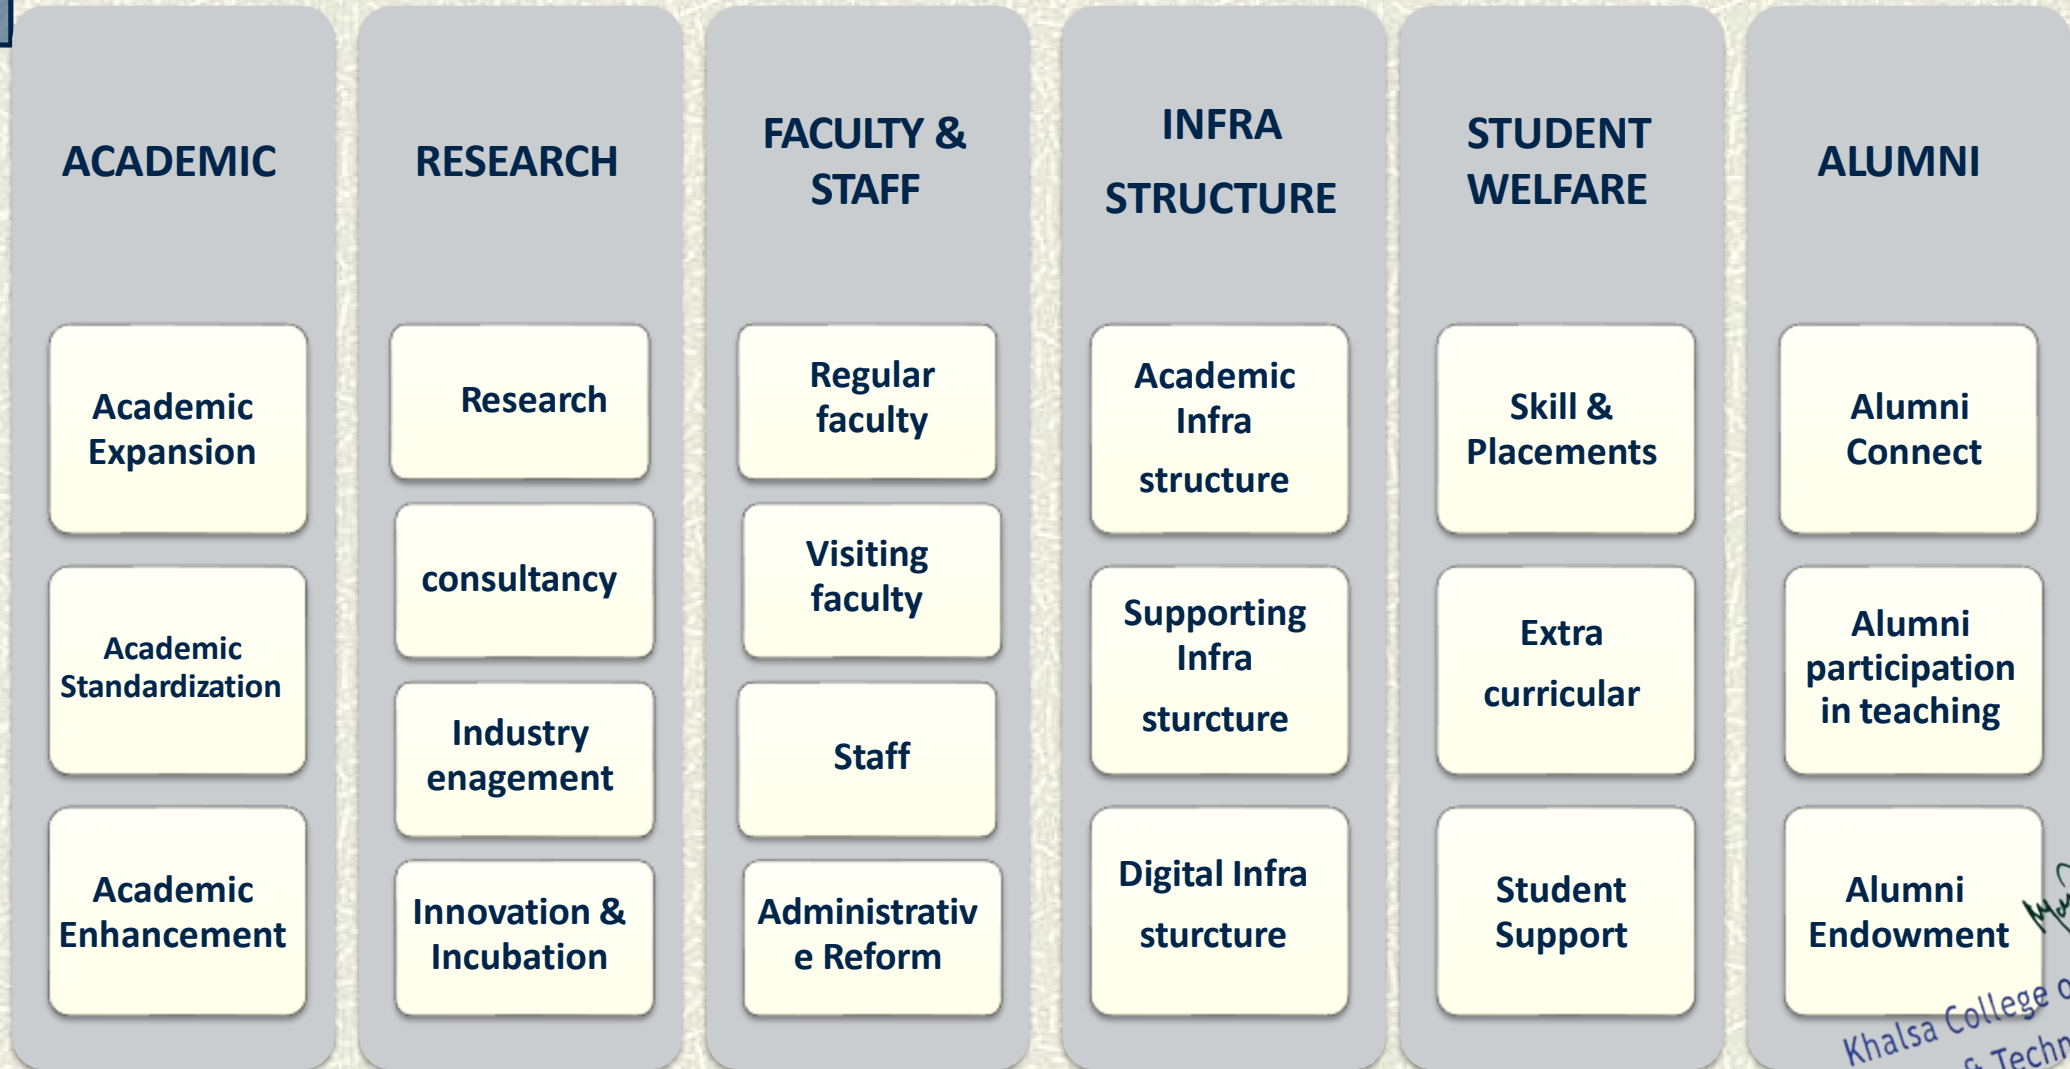 ACADEMIC
Academic
Expansion
Academic
Standardization
Academic
Enhancement
RESEARCH
Research
consultancy
Industry
enagement
Innovation &
Incubation
FACULTY &
STAFF
Regular
faculty
Visiting
faculty
Staff
Administrativ
e Reform
INFRA
STRUCTURE
Academic
Infra
structure
Supporting
Infra
sturcture
Digital Infra
sturcture
STUDENT
WELFARE
Skill &
Placements
Extra
curricular
Student
Support
ALUMNI
Alumni
Connect
Alumni
participation
in teaching
Alumni
Endowment
Khalsa College o
& Techn